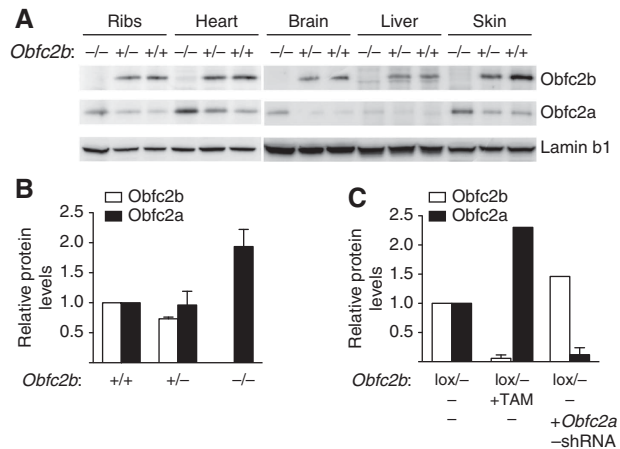 A
Ribs Heart Brain Liver Skin
Obfc2b: –/– +/– +/+ –/– +/– +/+ –/– +/– +/+ –/– +/– +/+ –/– +/– +/+
Obfc2b
Obfc2a
Lamin b1
B
Obfc2b
Obfc2a
Relative protein
levels
2.5
2.0
1.5
1.0
0.5
Obfc2b: +/+ +/– –/–
C
Obfc2b
Obfc2a
Relative protein
levels
2.5
2.0
1.5
1.0
0.5
Obfc2b: lox/– lox/– lox/–
– +TAM –
– – +Obfc2a
–shRNA